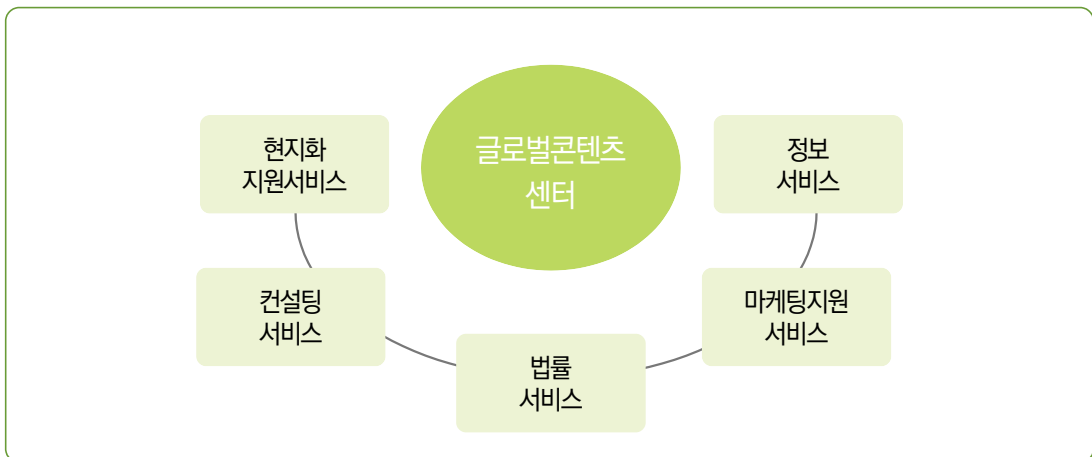 글로벌콘텐츠
센터
현지화
지원서비스
정보
서비스
컨설팅
서비스
마케팅지원
서비스
법률
서비스